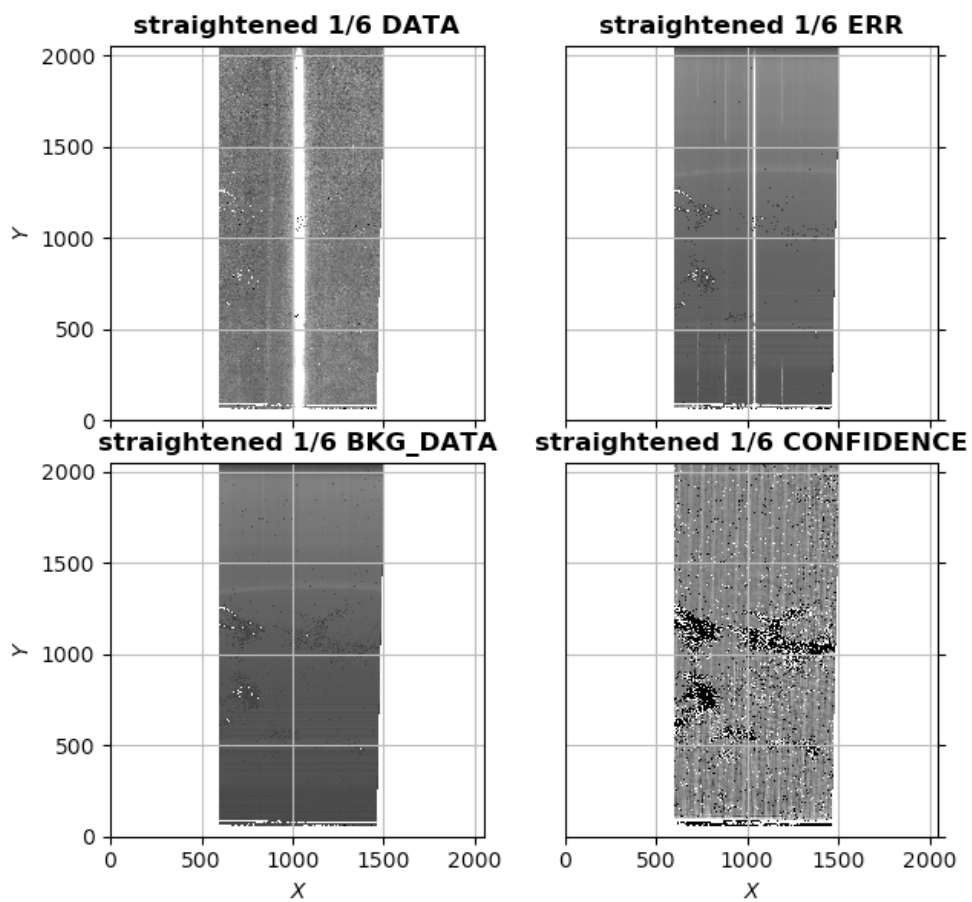 straightened 1/6 DATA
straightened 1/6 ERR
2000
1500
1000
500
0
Y
straightened 1/6 BKG_DATA
straightened 1/6 CONFIDENCE
2000
1500
1000
500
0
Y
0 500 1000 1500 2000
X
0 500 1000 1500 2000
X